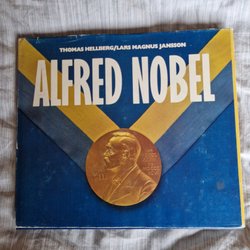 THOMAS HELLBERG/LARS MAGNUS JANSSON
ALFRED NOBEL